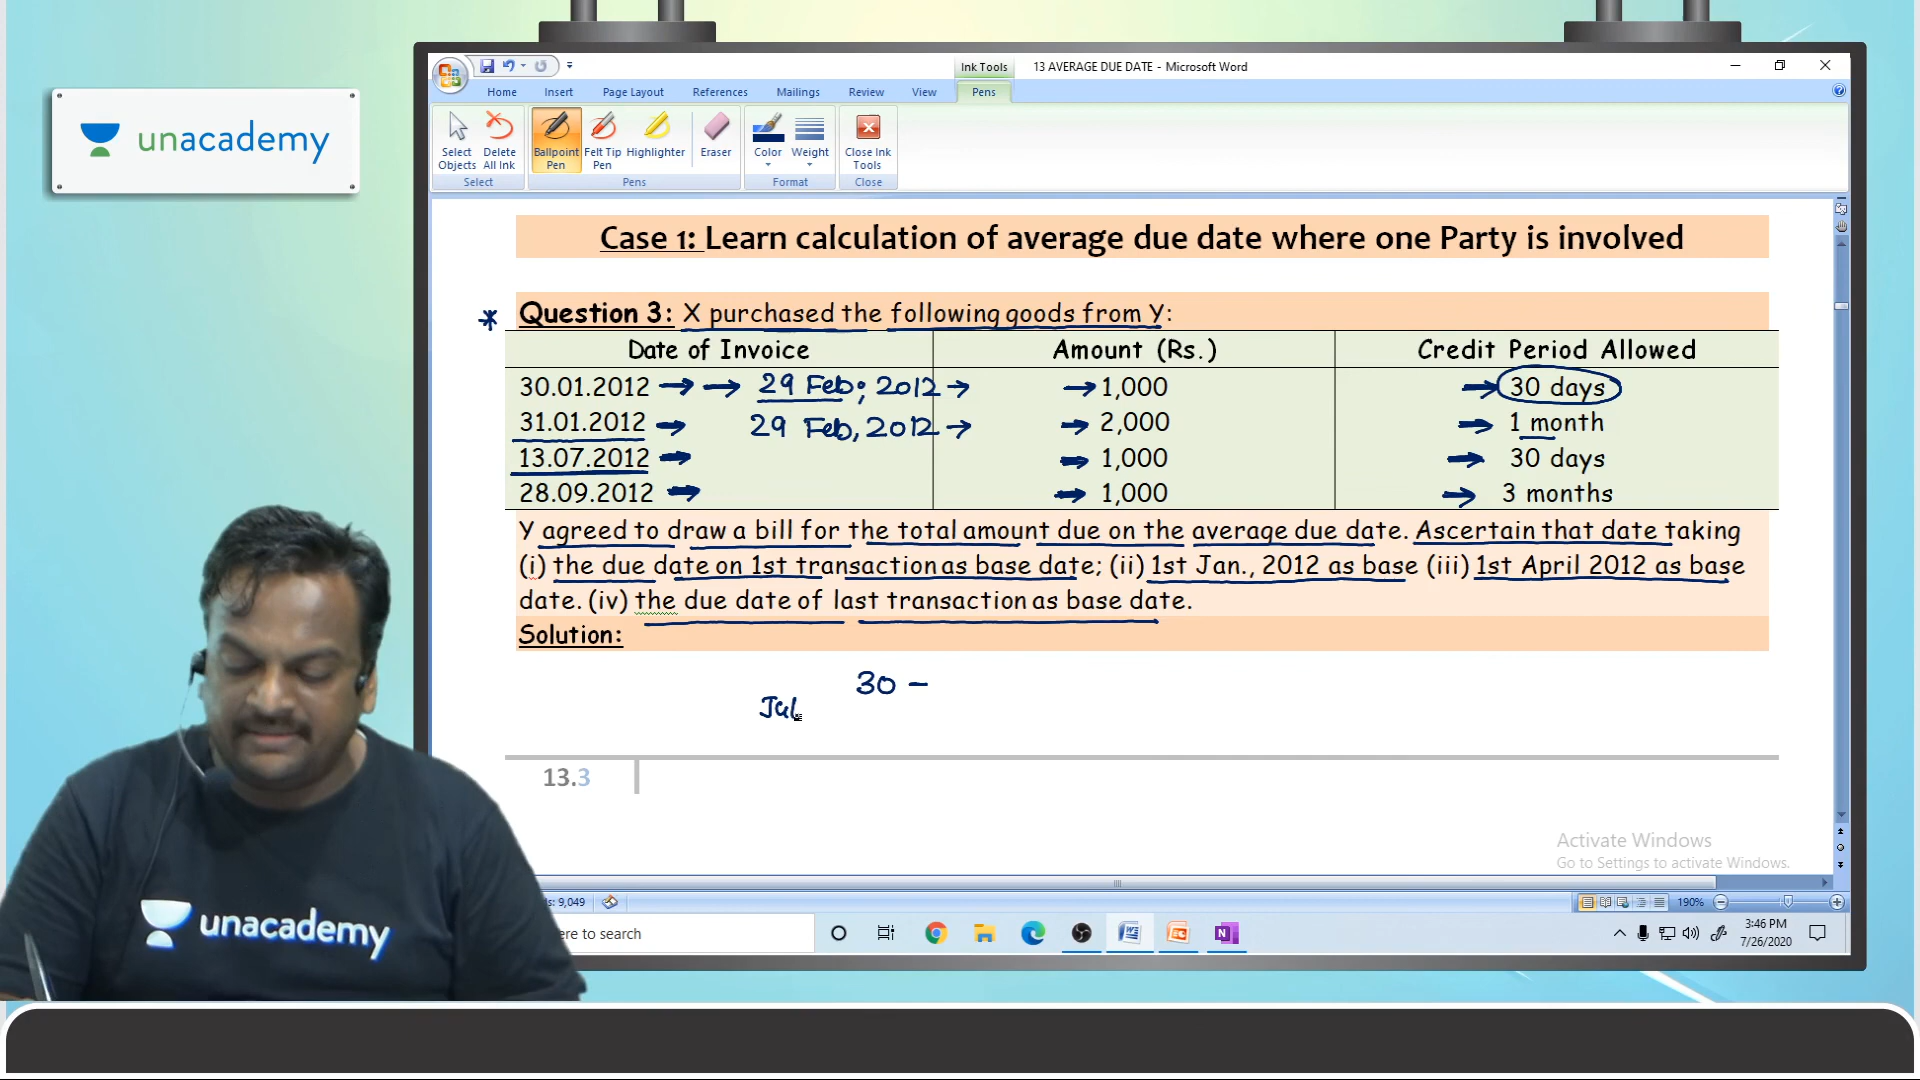 unacademy
Ink Tools
13 AVERAGE DUE DATE - Microsoft Word
Home Insert Page Layout References Mailings Review View Pens
Select Objects Delete All Ink Ballpoint Pen Felt Tip Pen Highlighter Eraser Color Weight Close Ink Tools
Select Pens Format Close
Case 1: Learn calculation of average due date where one Party is involved
* Question 3: X purchased the following goods from Y:
Date of Invoice Amount (Rs.) Credit Period Allowed
30.01.2012 → → 29 Feb; 2012 → → 1,000 → 30 days
31.01.2012 → 29 Feb, 2012 → → 2,000 → 1 month
13.07.2012 → → 1,000 → 30 days
28.09.2012 → → 1,000 → 3 months
Y agreed to draw a bill for the total amount due on the average due date. Ascertain that date taking
(i) the due date on 1st transaction as base date; (ii) 1st Jan., 2012 as base (iii) 1st April 2012 as base
date. (iv) the due date of last transaction as base date.
Solution:
30 -
Jul
13.3
Activate Windows
Go to Settings to activate Windows.
s: 9,049
190%
ere to search
3:46 PM
7/26/2020
unacademy